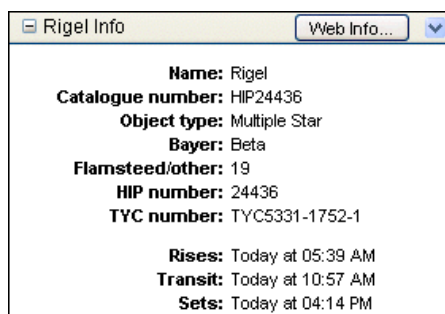 Rigel Info Web Info...
Name: Rigel
Catalogue number: HIP24436
Object type: Multiple Star
Bayer: Beta
Flamsteed/other: 19
HIP number: 24436
TYC number: TYC5331-1752-1
Rises: Today at 05:39 AM
Transit: Today at 10:57 AM
Sets: Today at 04:14 PM